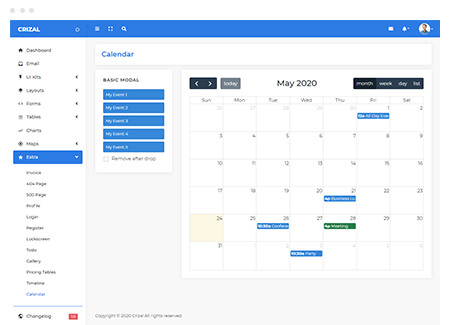 CRIZAL
Dashboard
Email
UI Kits
Layouts
Forms
Tables
Charts
Maps
Extra
Invoice
404 Page
500 Page
Profile
Login
Register
Lockscreen
Todo
Gallery
Pricing Tables
Timeline
Calendar
Changelog
Calendar
BASIC MODAL
My Event 1
My Event 2
My Event 3
My Event 4
My Event 5
Remove after drop
today
May 2020
month week day list
Sun Mon Tue Wed Thu Fri Sat
26 27 28 29 30 1 2
12a All Day Eve
3 4 5 6 7 8 9
10 11 12 13 14 15 16
17 18 19 20 21 22 23
4p Business Lu
24 25 26 27 28 29 30
10:30a Confere
4p Meeting
31 1 2 3 4 5 6
10:30a Party
Copyright © 2020 Crizal All rights reserved.